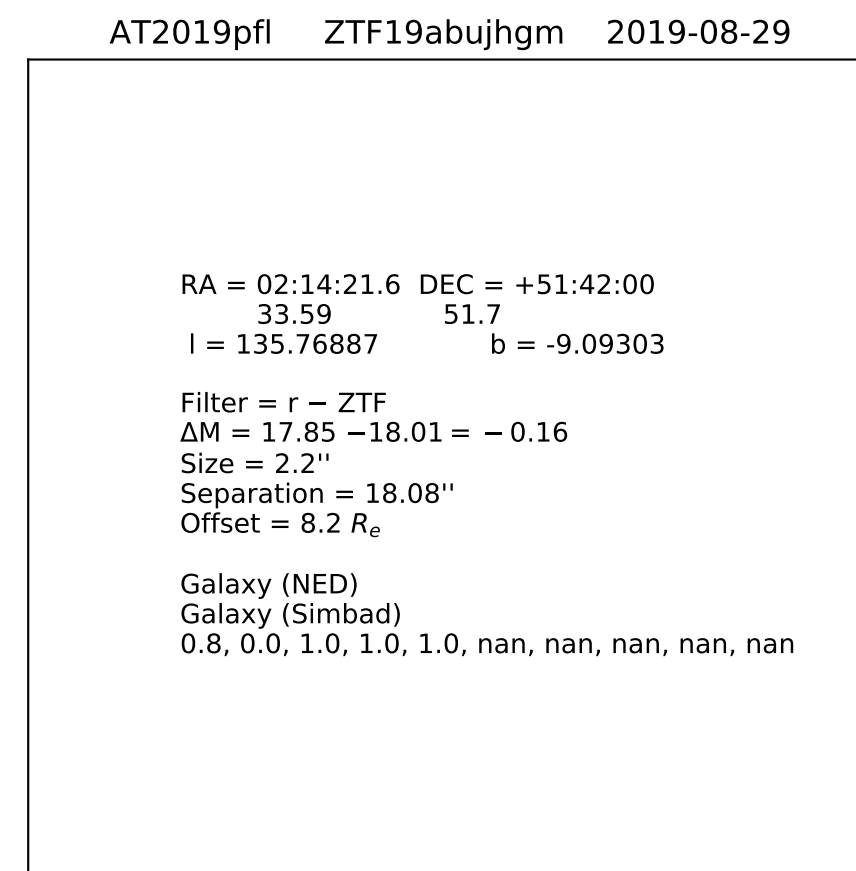 AT2019pfl ZTF19abujhgm 2019-08-29
RA = 02:14:21.6 DEC = +51:42:00
33.59 51.7
l = 135.76887 b = -9.09303
Filter = r − ZTF
ΔM = 17.85 −18.01 = −0.16
Size = 2.2''
Separation = 18.08''
Offset = 8.2 Re
Galaxy (NED)
Galaxy (Simbad)
0.8, 0.0, 1.0, 1.0, 1.0, nan, nan, nan, nan, nan